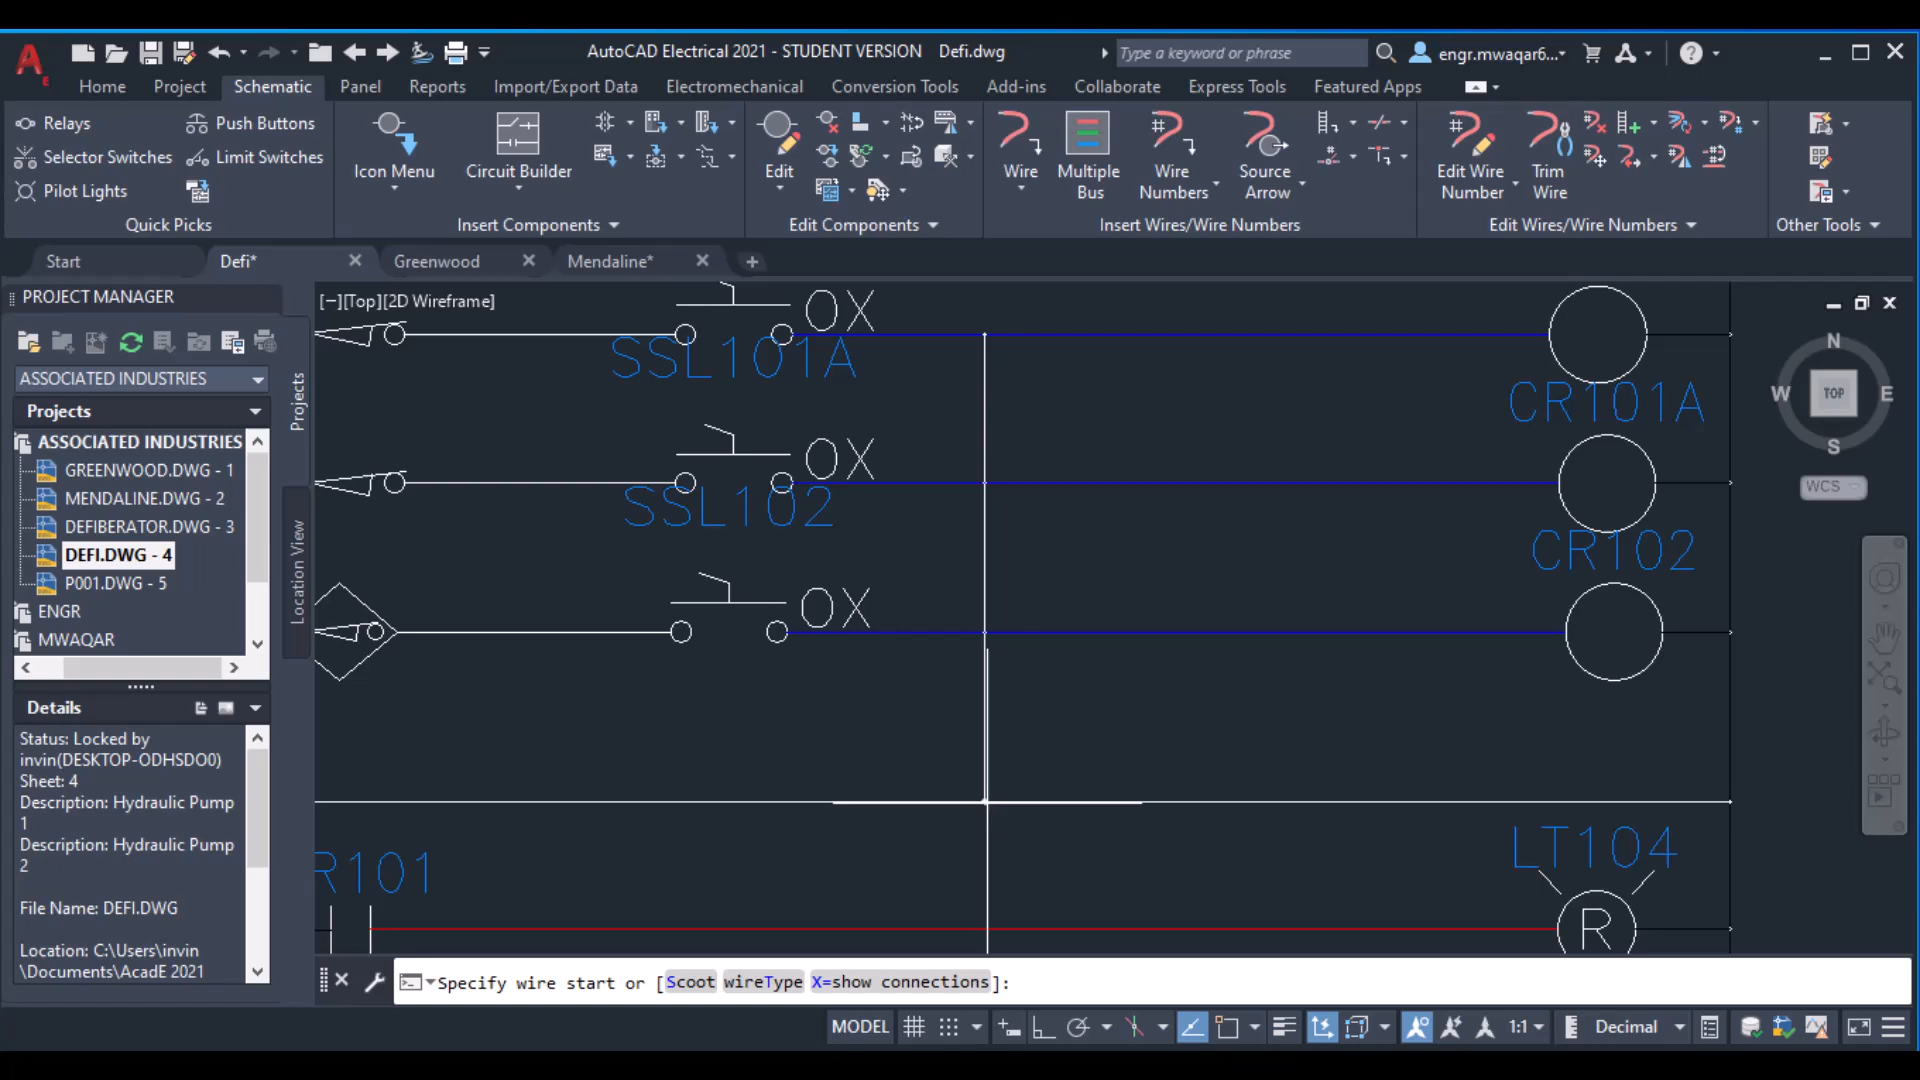 AutoCAD Electrical 2021 - STUDENT VERSION Defi.dwg
Type a keyword or phrase
engr.mwaqar6...
Home Project Schematic Panel Reports Import/Export Data Electromechanical Conversion Tools Add-ins Collaborate Express Tools Featured Apps
Relays Push Buttons
Selector Switches Limit Switches
Pilot Lights
Icon Menu Circuit Builder Edit Wire Multiple Bus Wire Numbers Source Arrow Edit Wire Number Trim Wire
Quick Picks Insert Components Edit Components Insert Wires/Wire Numbers Edit Wires/Wire Numbers Other Tools
Start Defi* Greenwood Mendaline*
PROJECT MANAGER
[−][Top][2D Wireframe]
ASSOCIATED INDUSTRIES
Projects
ASSOCIATED INDUSTRIES
GREENWOOD.DWG - 1
MENDALINE.DWG - 2
DEFIBERATOR.DWG - 3
DEFI.DWG - 4
P001.DWG - 5
ENGR
MWAQAR
Projects
Location View
Details
Status: Locked by
invin(DESKTOP-ODHSDO0)
Sheet: 4
Description: Hydraulic Pump
1
Description: Hydraulic Pump
2
File Name: DEFI.DWG
Location: C:\Users\invin
\Documents\AcadE 2021
OX
SSL101A
CR101A
OX
SSL102
CR102
OX
R101
LT104
R
N
W TOP E
S
WCS
Specify wire start or [Scoot wireType X=show connections]:
MODEL 1:1 Decimal